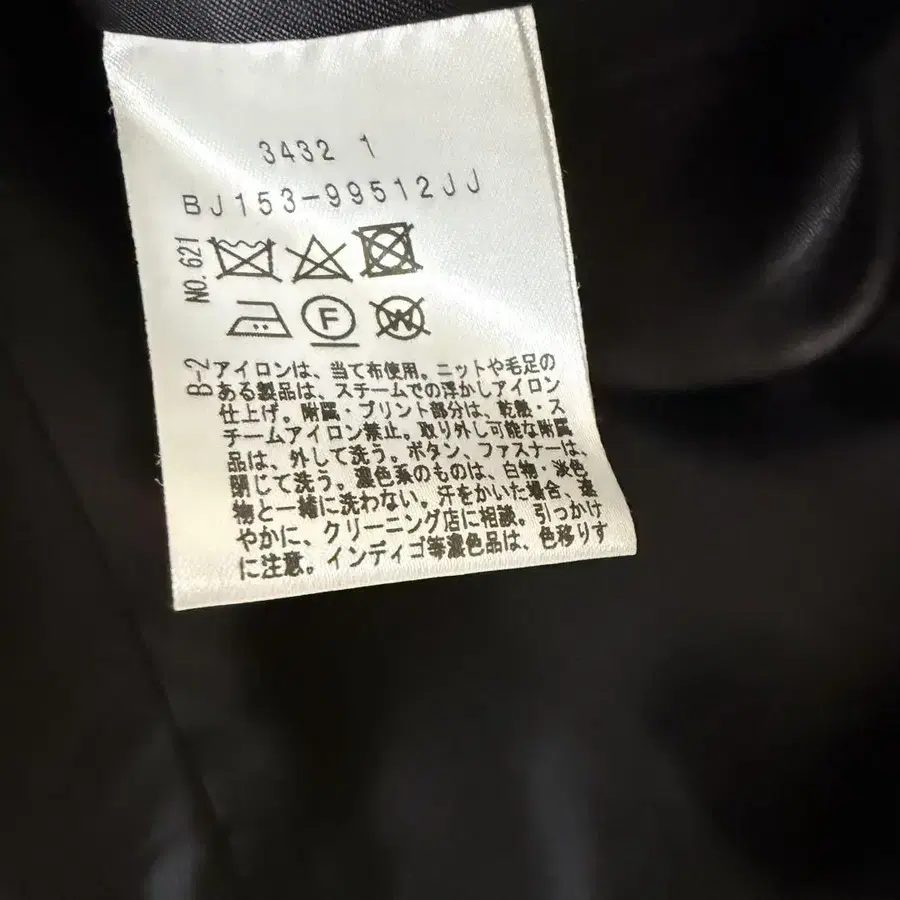 3432 1
BJ153-99512JJ
NO.621
F
W
B-2
アイロンは、当て布使用。ニットや毛足の
ある製品は、スチームでの浮かしアイロン
仕上げ。附属・プリント部分は、乾熱・ス
チームアイロン禁止。取り外し可能な附属
品は、外して洗う。ボタン、ファスナーは、
閉じて洗う。濃色系のものは、白物・淡色
物と一緒に洗わない。汗をかいた場合、速
やかに、クリーニング店に相談。引っかけ
に注意。インディゴ等濃色品は、色移りす